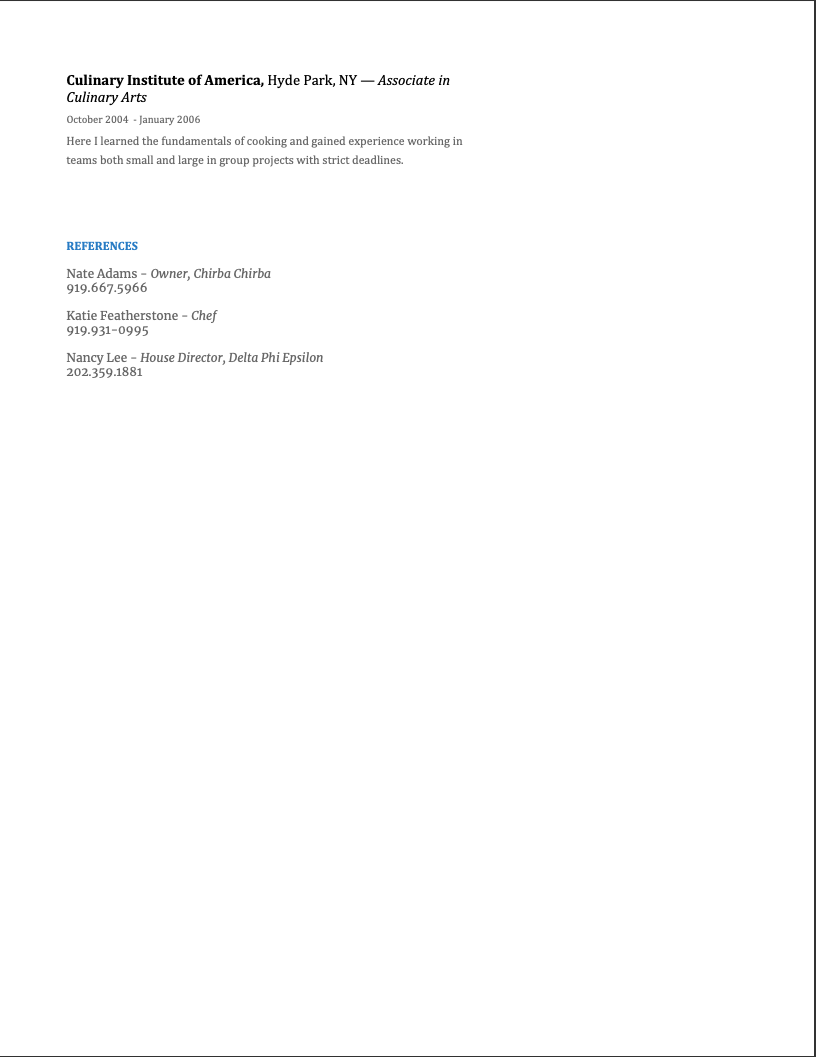 Culinary Institute of America, Hyde Park, NY — Associate in
Culinary Arts
October 2004 - January 2006
Here I learned the fundamentals of cooking and gained experience working in
teams both small and large in group projects with strict deadlines.
REFERENCES
Nate Adams - Owner, Chirba Chirba
919.667.5966
Katie Featherstone - Chef
919.931-0995
Nancy Lee - House Director, Delta Phi Epsilon
202.359.1881